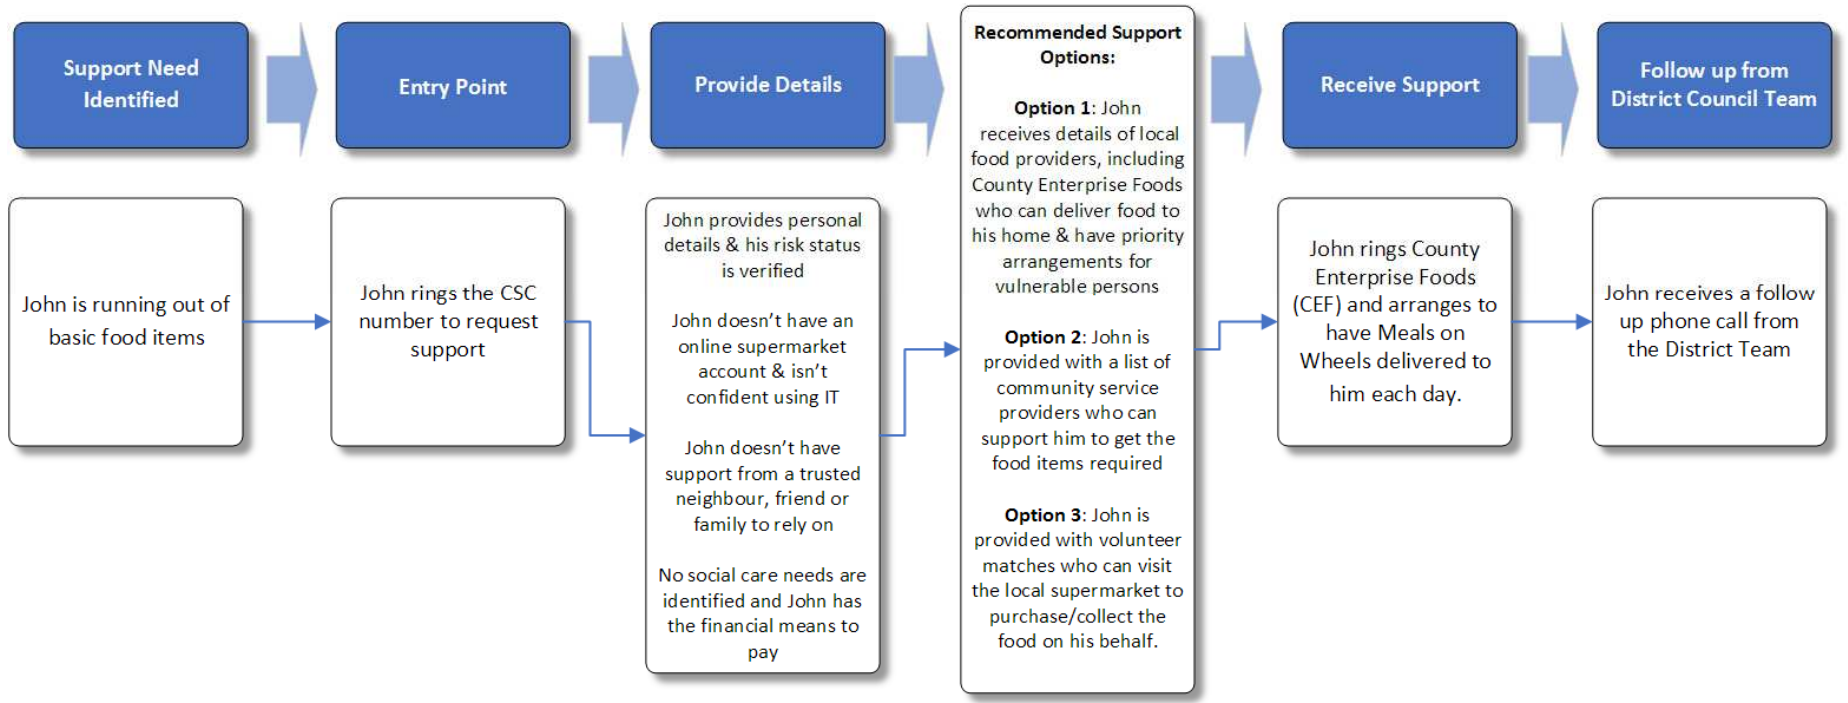 Support Need
Identified
Entry Point
Provide Details
Recommended Support
Options:
Option 1: John
receives details of local
food providers, including
County Enterprise Foods
who can deliver food to
his home & have priority
arrangements for
vulnerable persons
Option 2: John is
provided with a list of
community service
providers who can
support him to get the
food items required
Option 3: John is
provided with volunteer
matches who can visit
the local supermarket to
purchase/collect the
food on his behalf.
Receive Support
Follow up from
District Council Team
John is running out of
basic food items
John rings the CSC
number to request
support
John provides personal
details & his risk status
is verified
John doesn’t have an
online supermarket
account & isn’t
confident using IT
John doesn’t have
support from a trusted
neighbour, friend or
family to rely on
No social care needs are
identified and John has
the financial means to
pay
John rings County
Enterprise Foods
(CEF) and arranges to
have Meals on
Wheels delivered to
him each day.
John receives a follow
up phone call from
the District Team